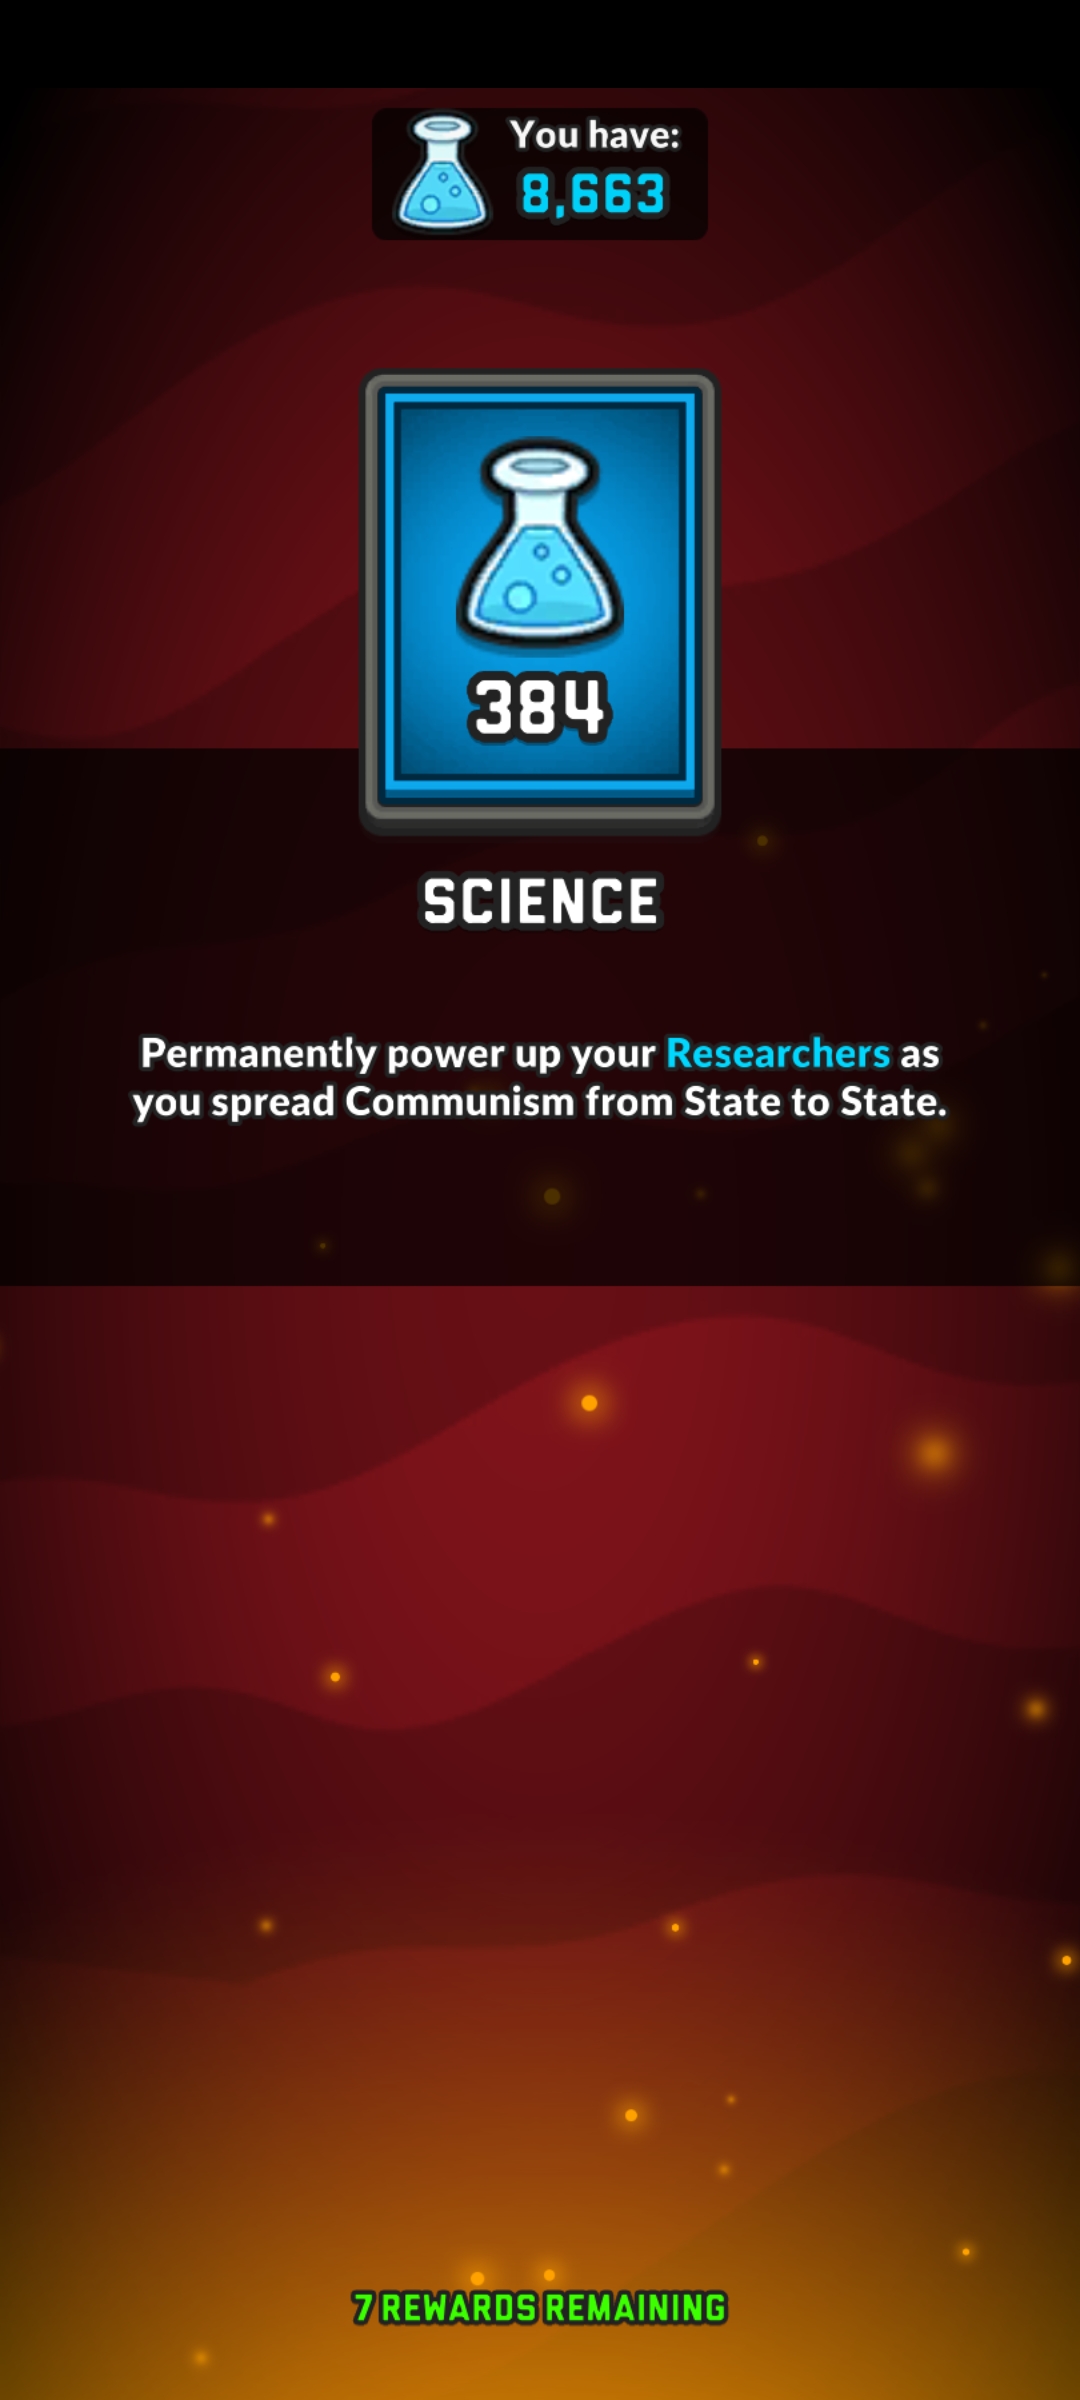 You have:
8,663
384
SCIENCE
Permanently power up your Researchers as
you spread Communism from State to State.
7 REWARDS REMAINING